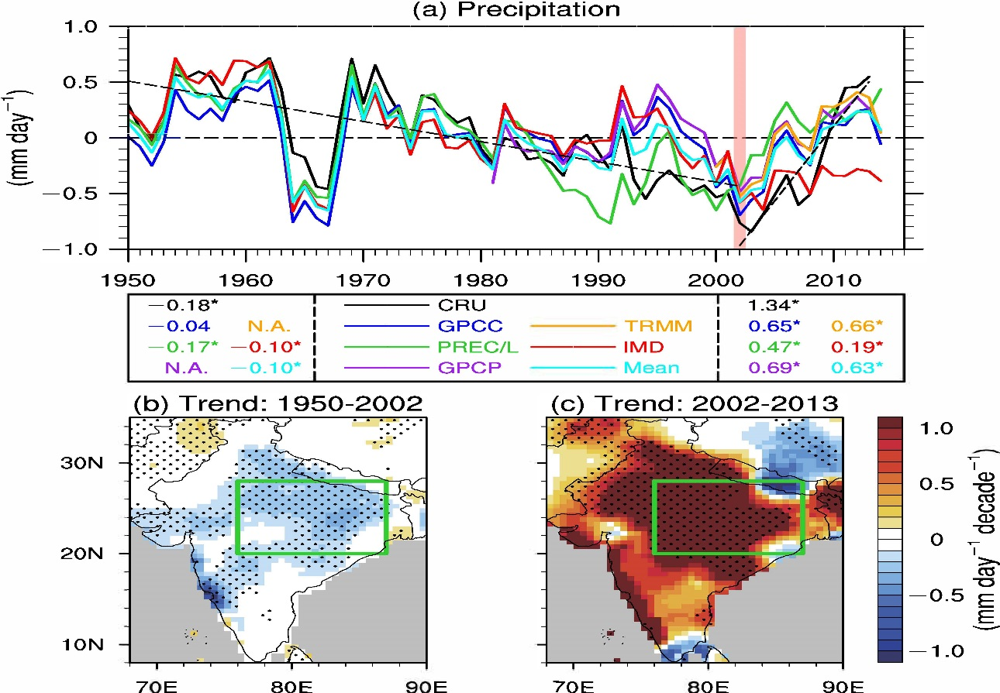 (a) Precipitation
(mm day−1)
1.0
0.5
0
−0.5
−1.0
1950 1960 1970 1980 1990 2000 2010
−0.18* CRU 1.34*
−0.04 N.A. GPCC TRMM 0.65* 0.66*
−0.17* −0.10* PREC/L IMD 0.47* 0.19*
N.A. −0.10* GPCP Mean 0.69* 0.63*
(b) Trend: 1950-2002 (c) Trend: 2002-2013
30N
20N
10N
70E 80E 90E
70E 80E 90E
1.0
0.5
0
−0.5
−1.0
(mm day−1 decade−1)